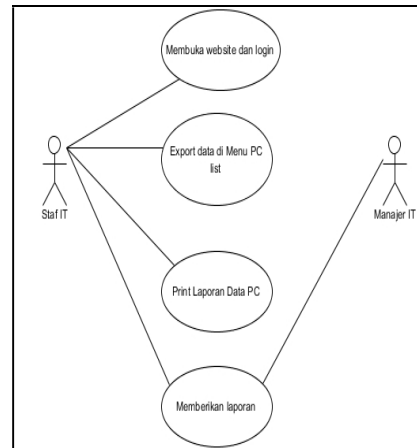 Membuka website dan login
Export data di Menu PC
list
Staf IT
Manajer IT
Print Laporan Data PC
Memberikan laporan